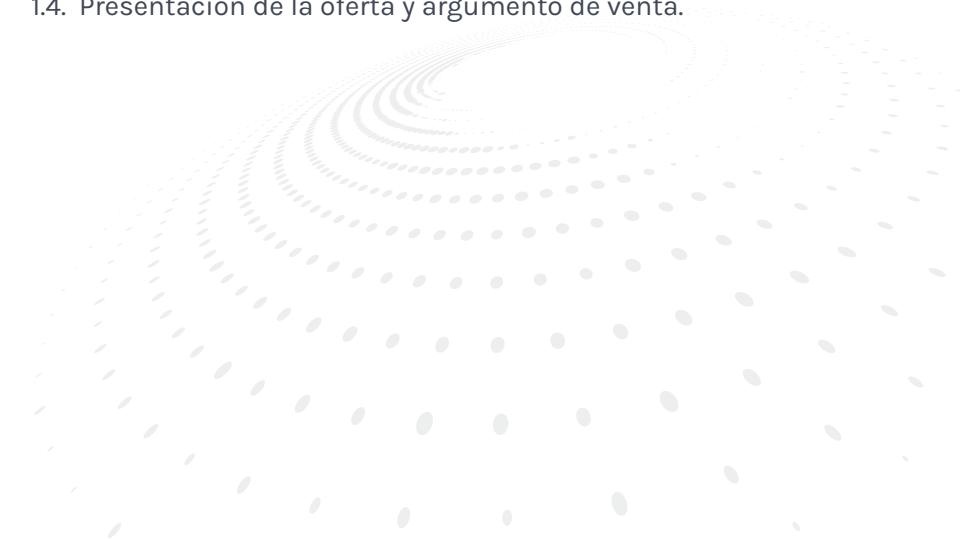 1.4. Presentación de la oferta y argumento de venta.